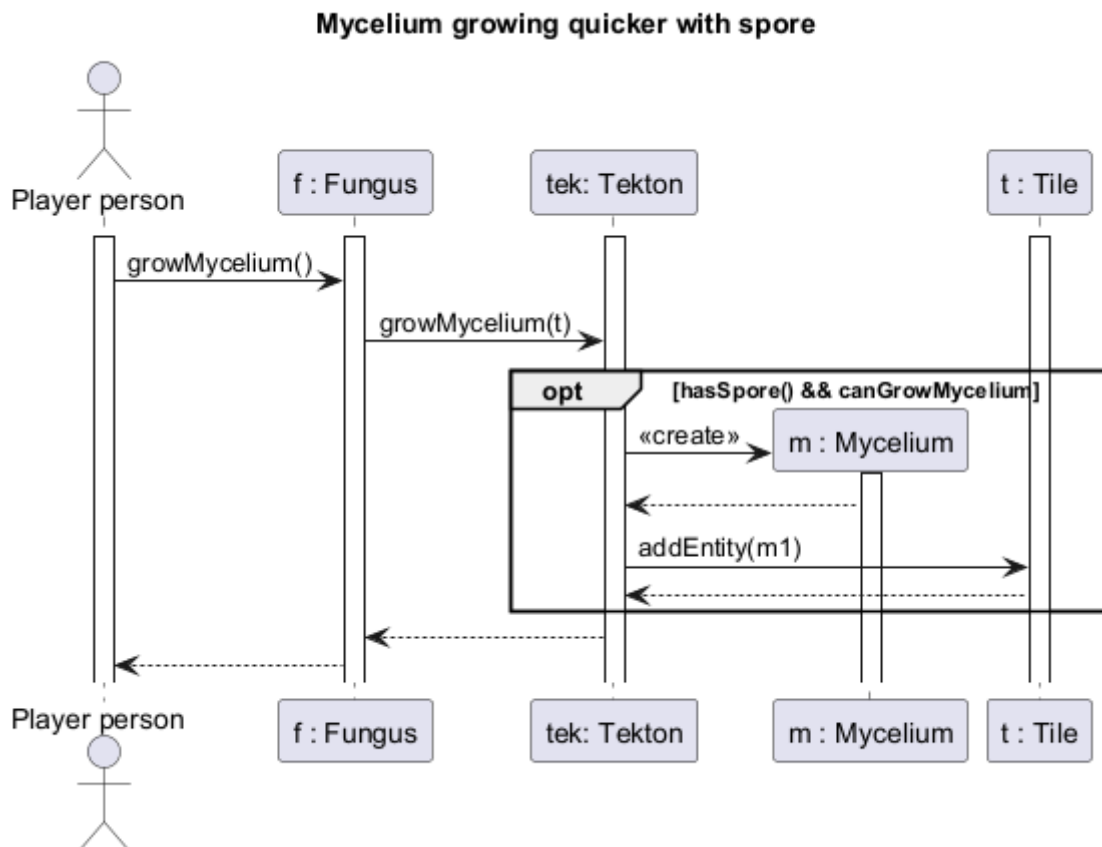 Mycelium growing quicker with spore
Player person
f : Fungus
tek: Tekton
t : Tile
growMycelium()
growMycelium(t)
opt
[hasSpore() && canGrowMycelium]
«create»
m : Mycelium
addEntity(m1)
Player person
f : Fungus
tek: Tekton
m : Mycelium
t : Tile